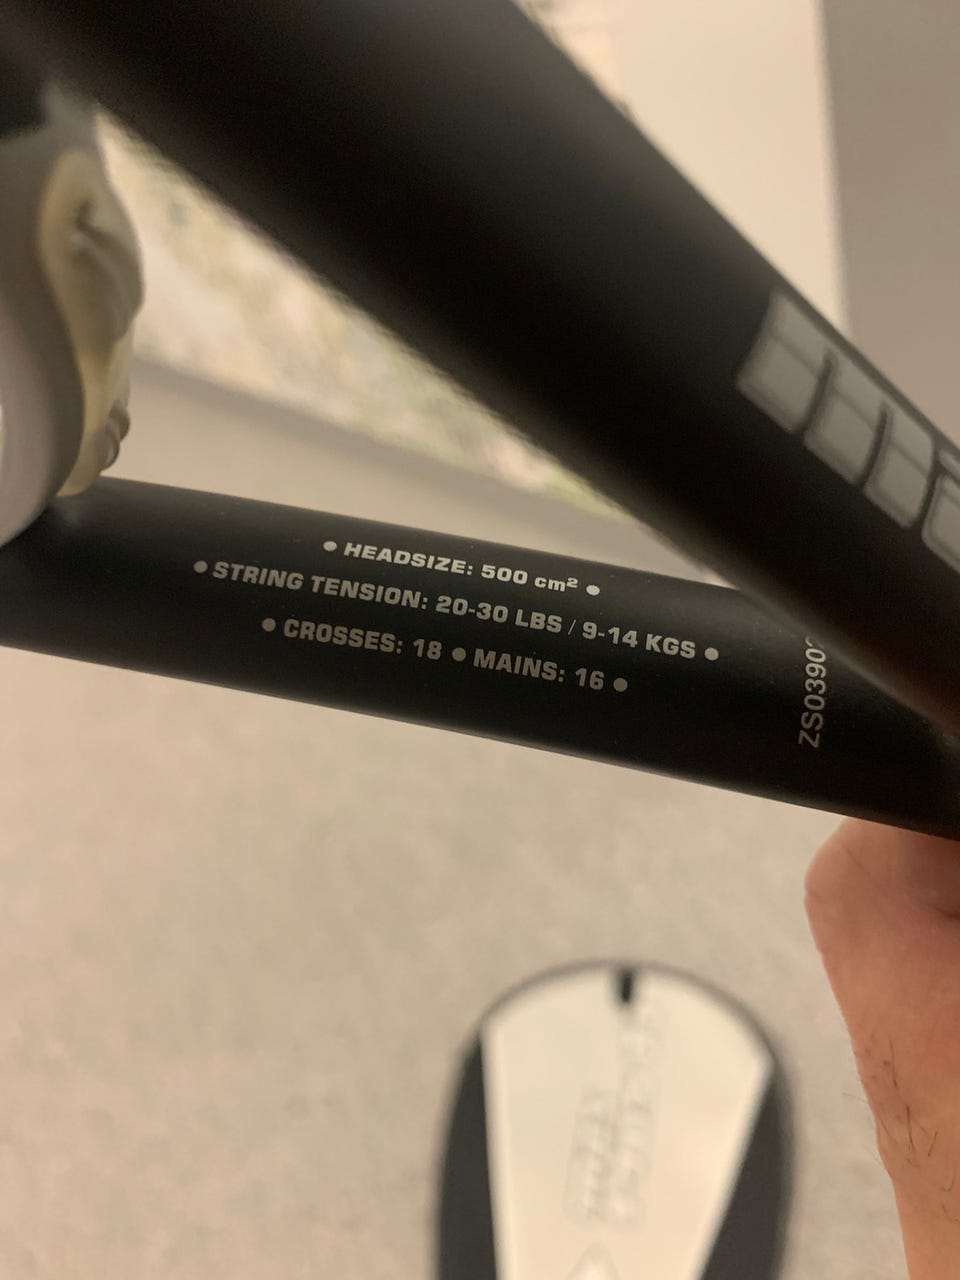 • HEADSIZE: 500 cm² •
• STRING TENSION: 20-30 LBS / 9-14 KGS •
• CROSSES: 18 • MAINS: 16 •